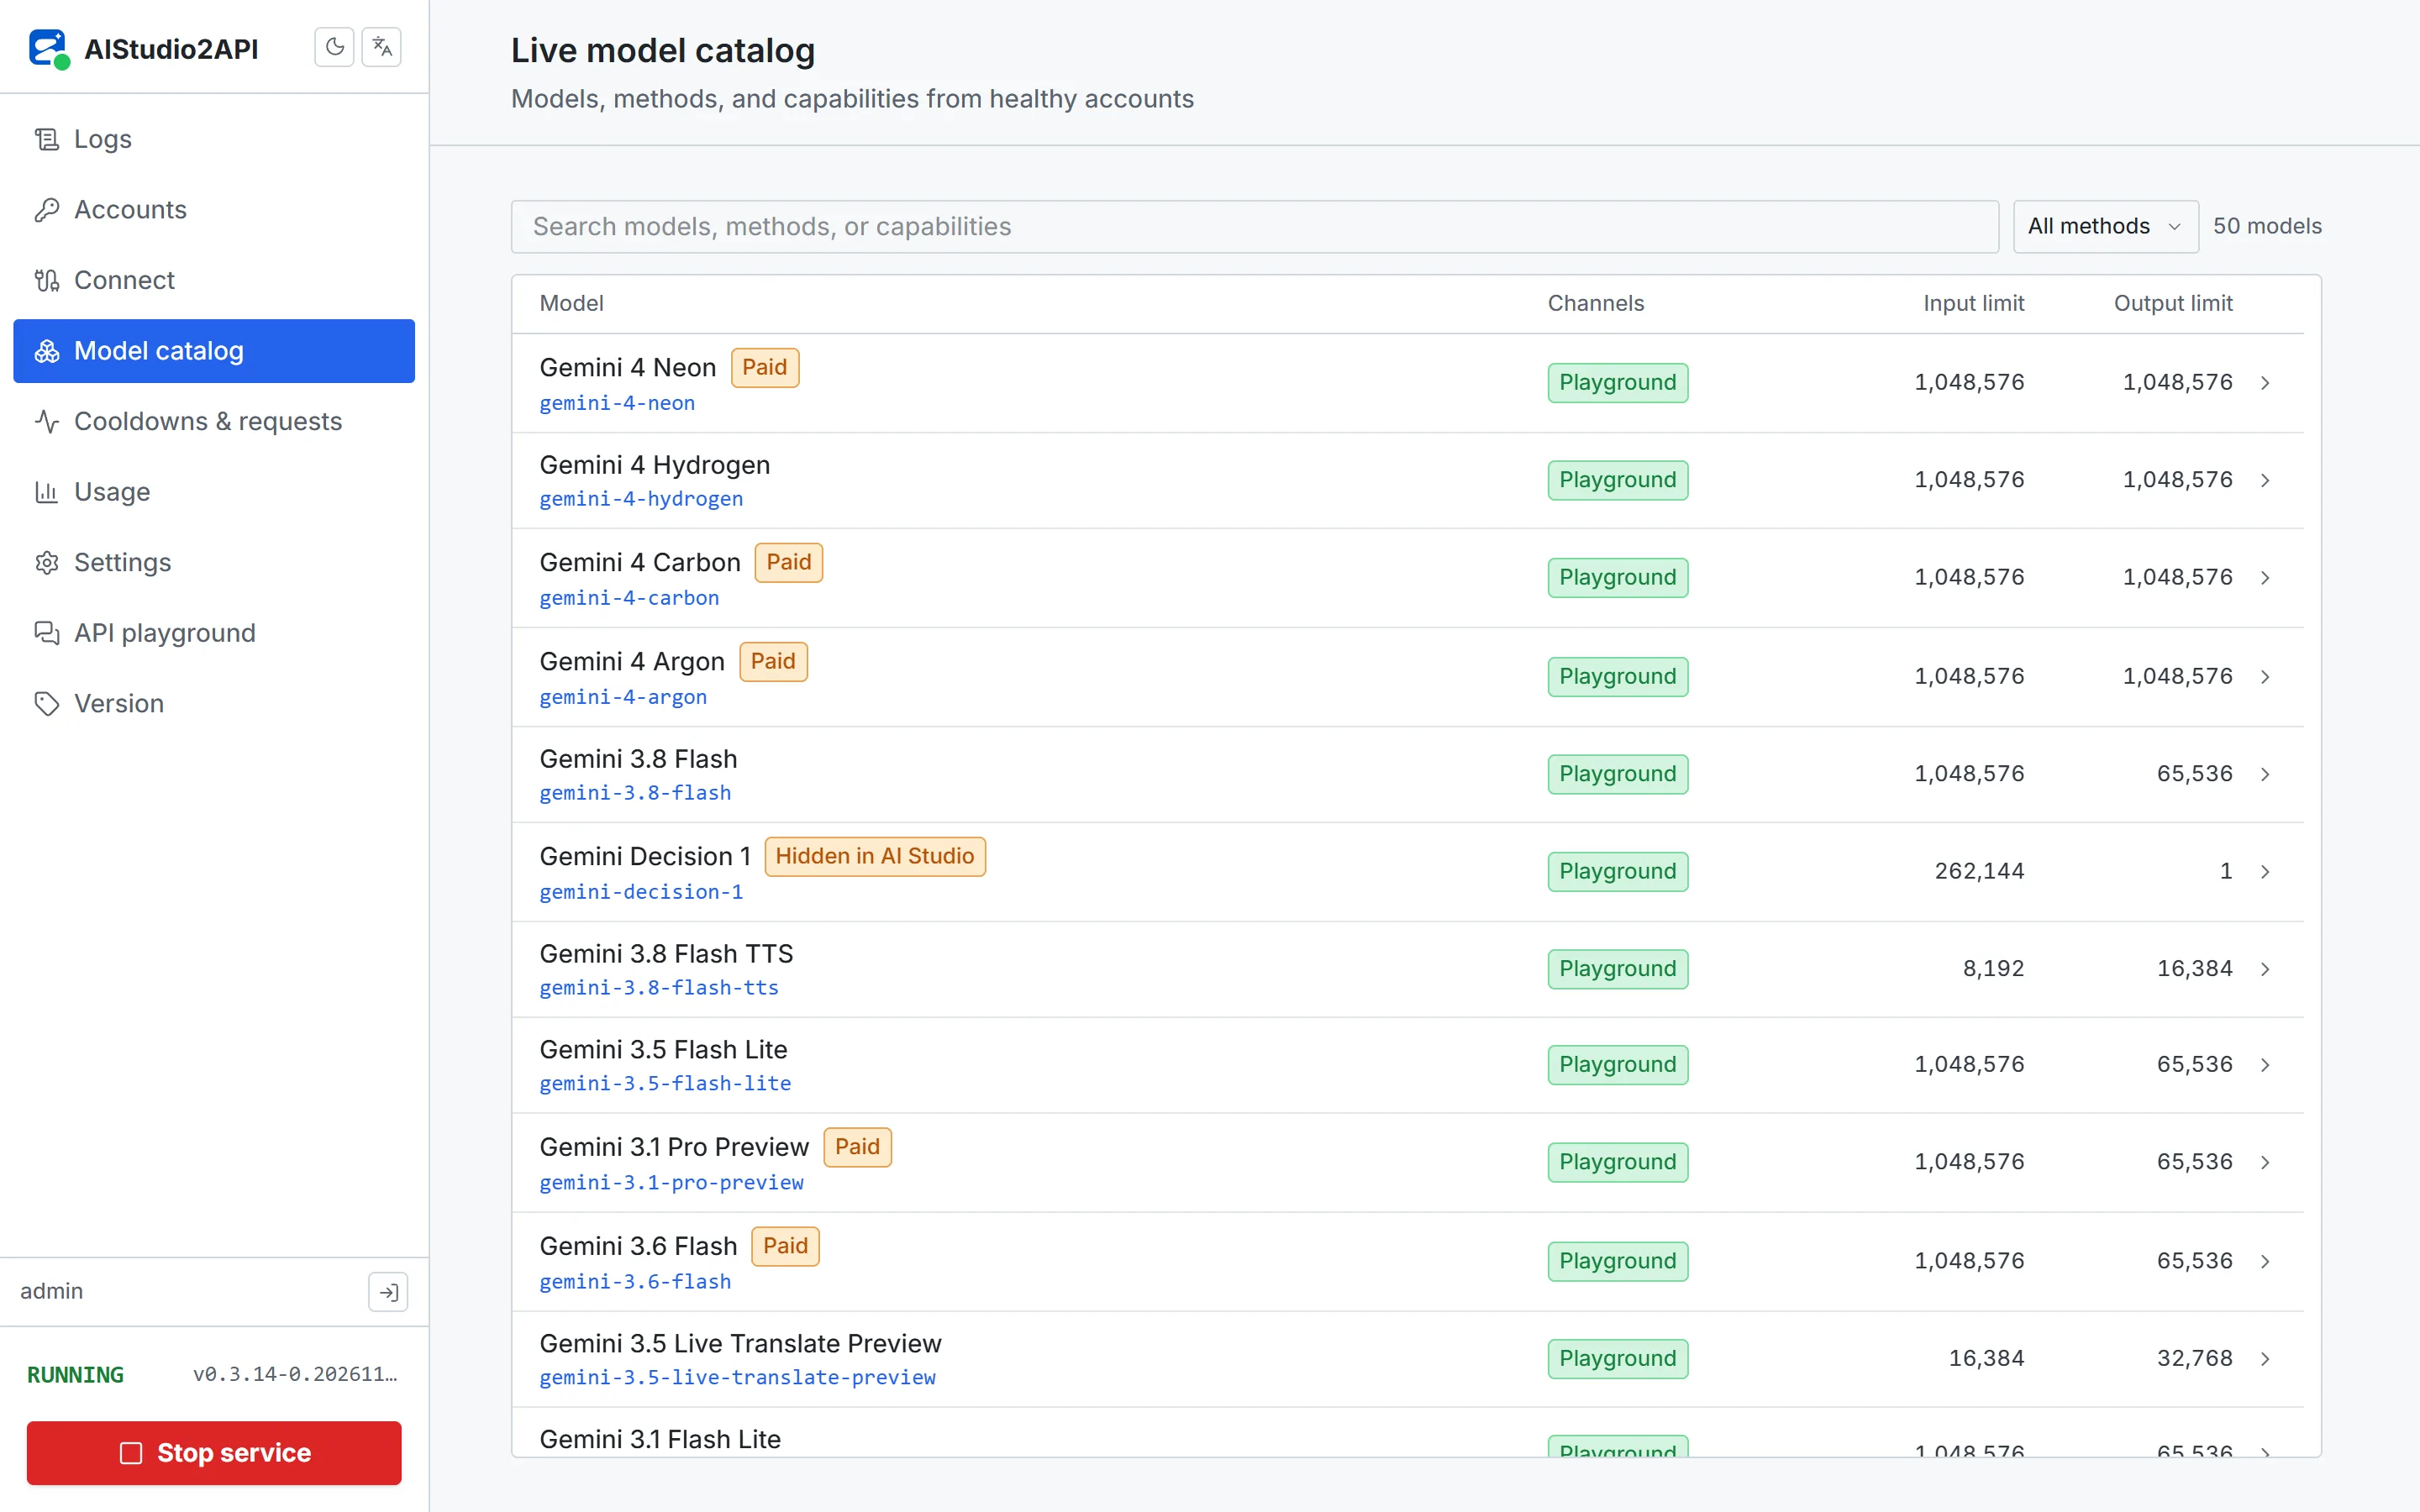 AIStudio2API
Logs
Accounts
Connect
Model catalog
Cooldowns & requests
Usage
Settings
API playground
Version
admin
RUNNING v0.3.14-0.202611…
Stop service
Live model catalog
Models, methods, and capabilities from healthy accounts
Search models, methods, or capabilities All methods 50 models
Model Channels Input limit Output limit
Gemini 4 Neon Paid
gemini-4-neon
Playground 1,048,576 1,048,576
Gemini 4 Hydrogen
gemini-4-hydrogen
Playground 1,048,576 1,048,576
Gemini 4 Carbon Paid
gemini-4-carbon
Playground 1,048,576 1,048,576
Gemini 4 Argon Paid
gemini-4-argon
Playground 1,048,576 1,048,576
Gemini 3.8 Flash
gemini-3.8-flash
Playground 1,048,576 65,536
Gemini Decision 1 Hidden in AI Studio
gemini-decision-1
Playground 262,144 1
Gemini 3.8 Flash TTS
gemini-3.8-flash-tts
Playground 8,192 16,384
Gemini 3.5 Flash Lite
gemini-3.5-flash-lite
Playground 1,048,576 65,536
Gemini 3.1 Pro Preview Paid
gemini-3.1-pro-preview
Playground 1,048,576 65,536
Gemini 3.6 Flash Paid
gemini-3.6-flash
Playground 1,048,576 65,536
Gemini 3.5 Live Translate Preview
gemini-3.5-live-translate-preview
Playground 16,384 32,768
Gemini 3.1 Flash Lite
Playground 1,048,576 65,536